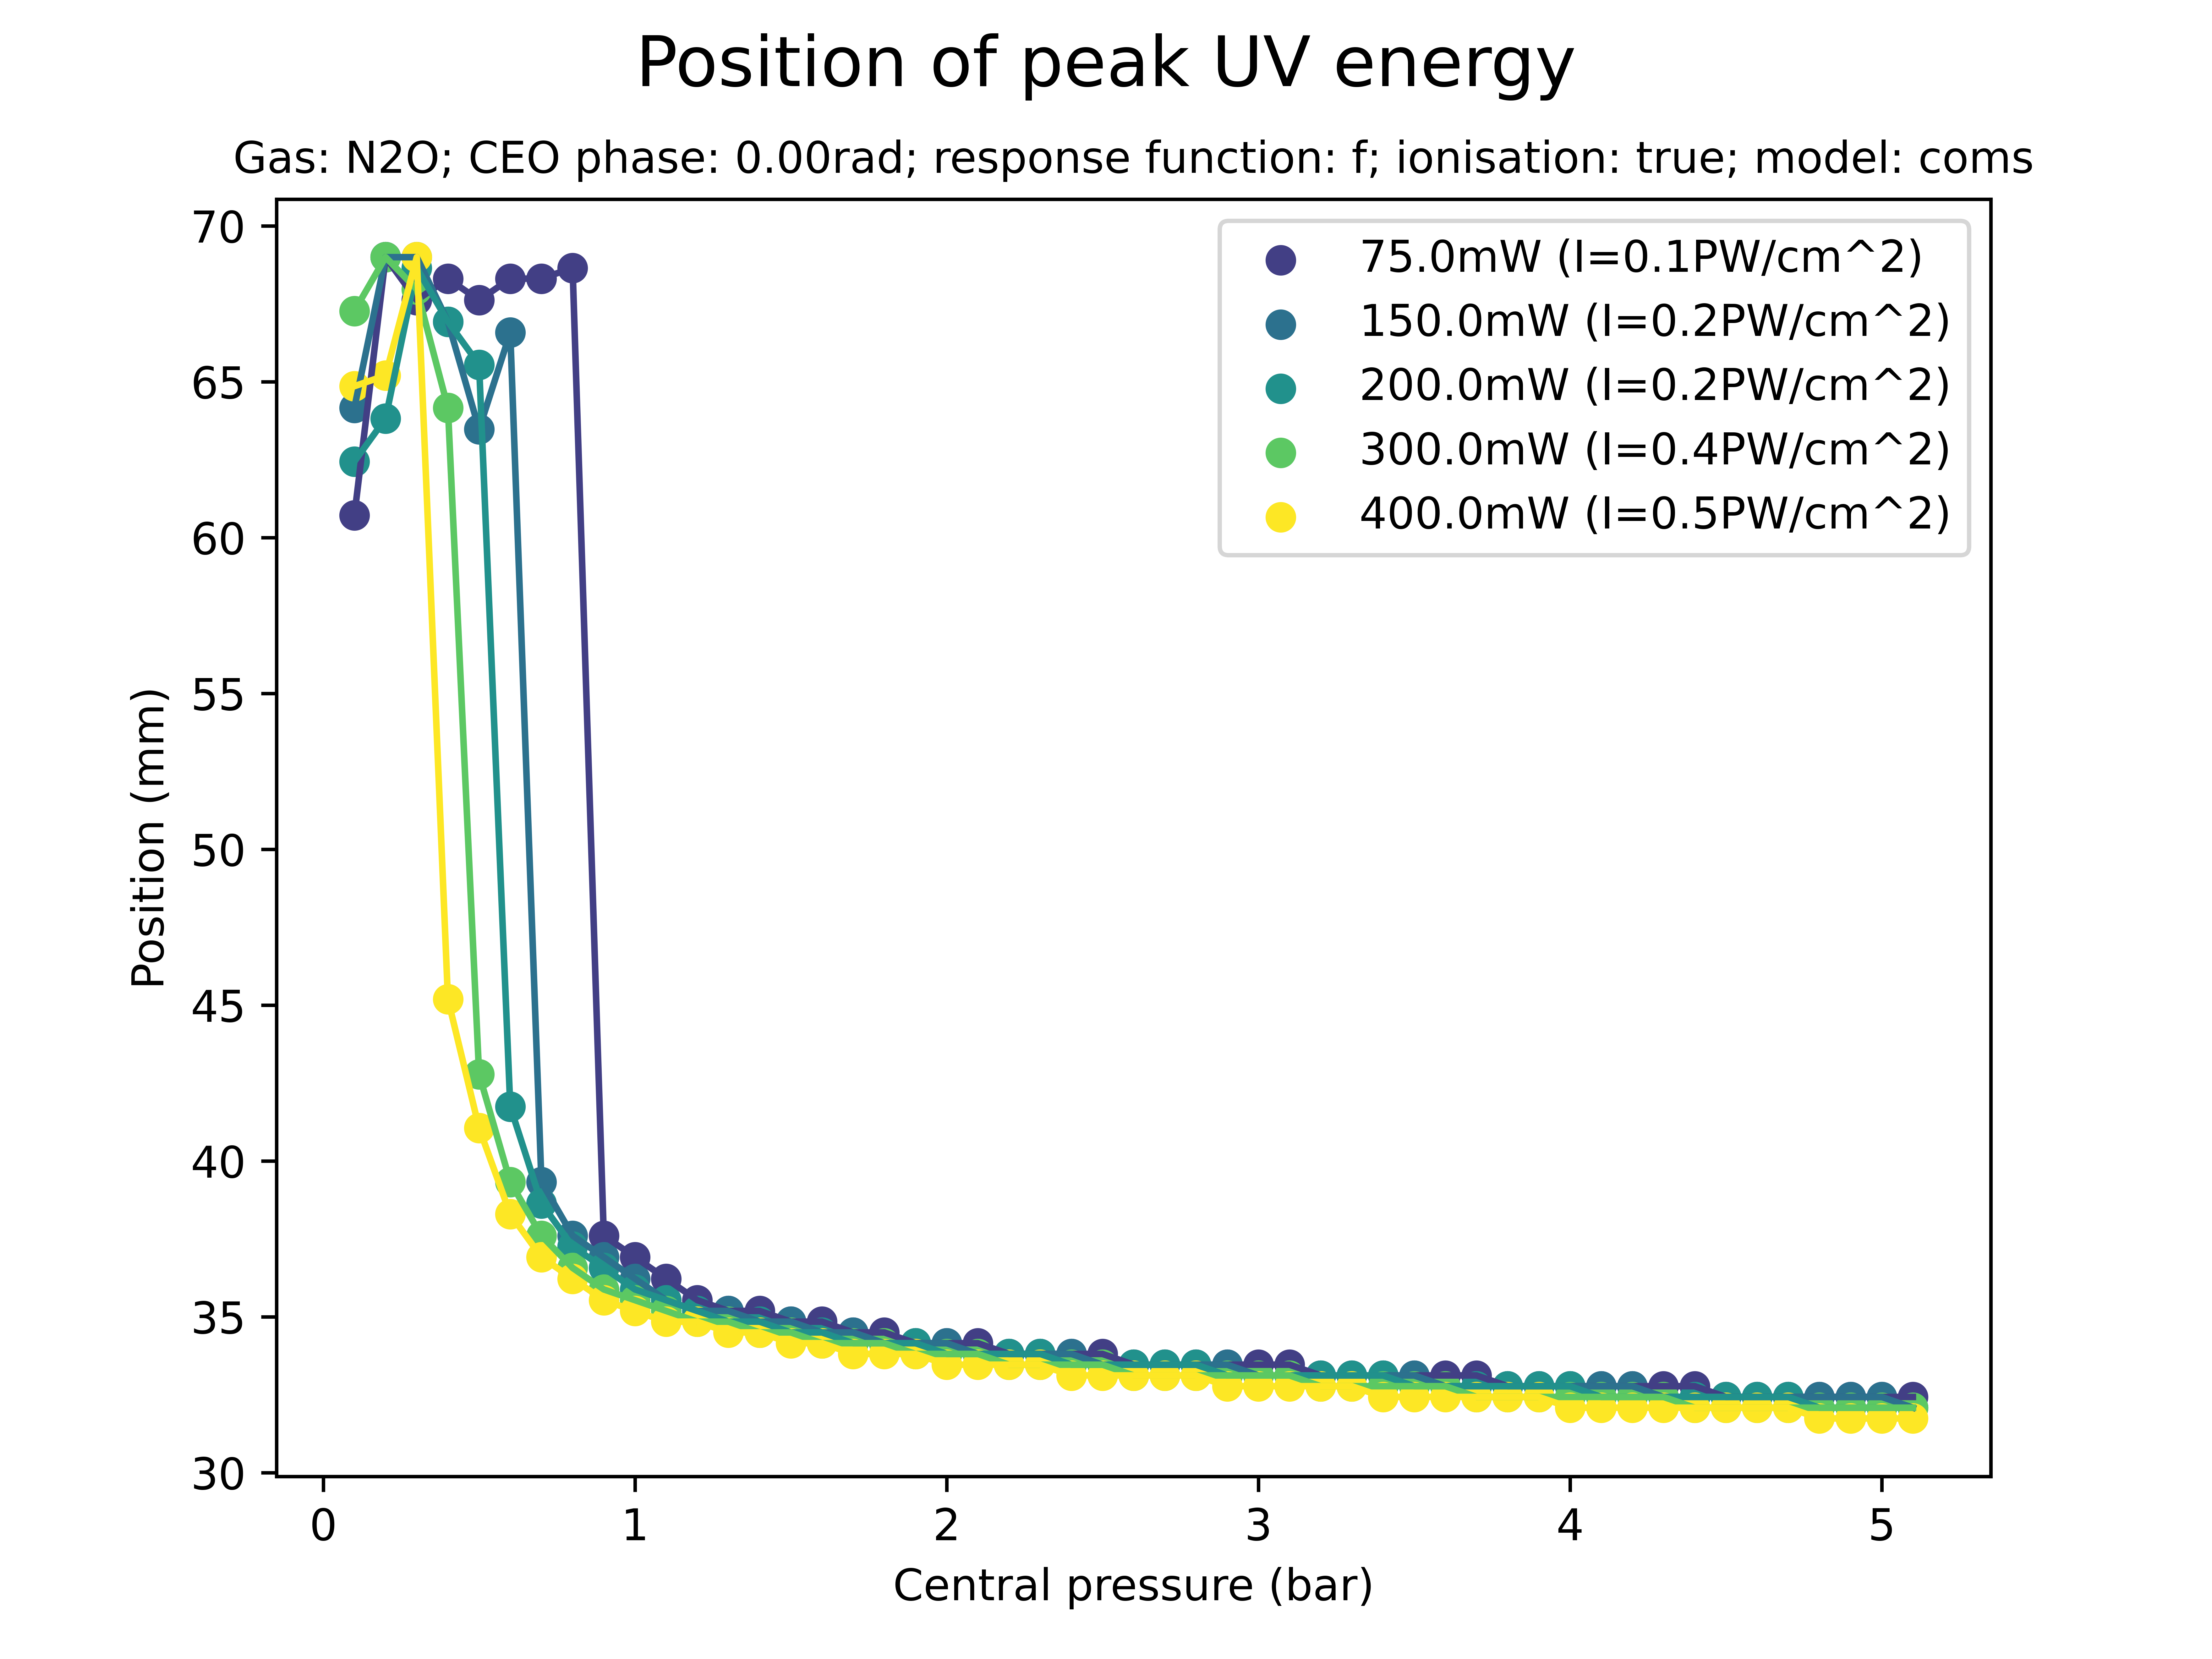 Position of peak UV energy
Gas: N2O; CEO phase: 0.00rad; response function: f; ionisation: true; model: coms
70
65
60
55
50
45
40
35
30
Position (mm)
75.0mW (I=0.1PW/cm^2)
150.0mW (I=0.2PW/cm^2)
200.0mW (I=0.2PW/cm^2)
300.0mW (I=0.4PW/cm^2)
400.0mW (I=0.5PW/cm^2)
0 1 2 3 4 5
Central pressure (bar)